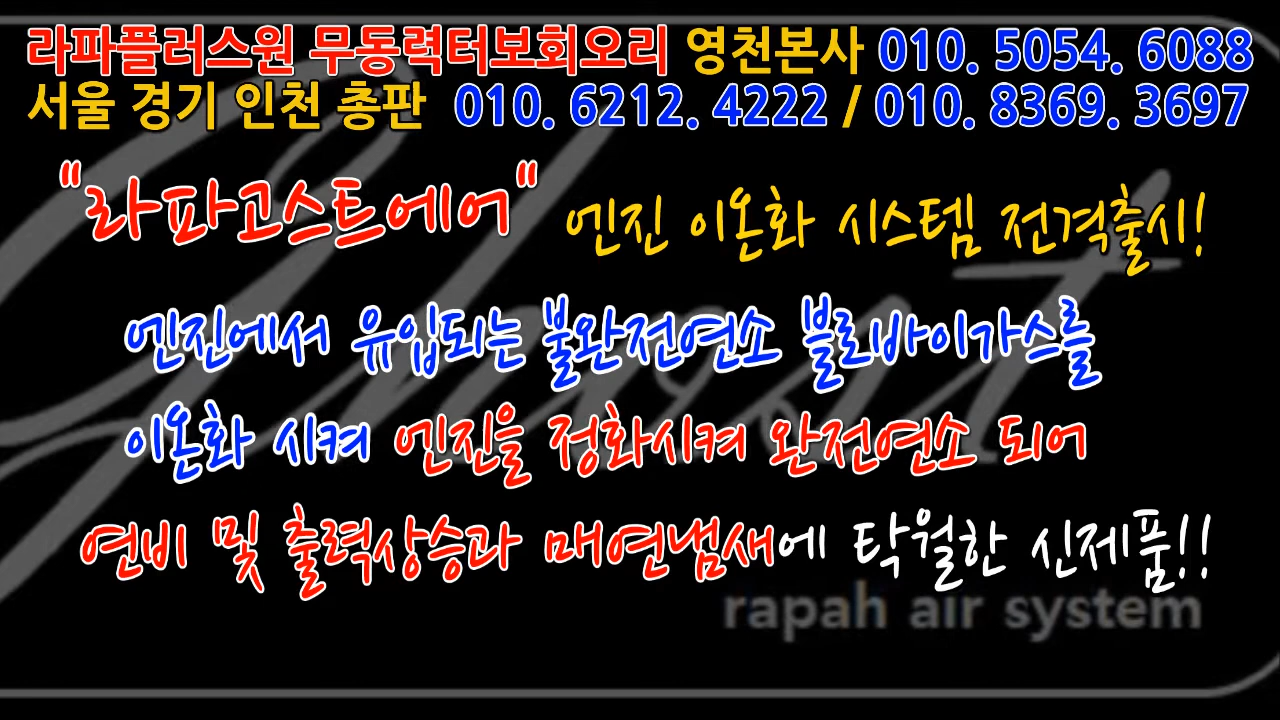 라파플러스원 무동력터보회오리 영천본사 010. 5054. 6088
서울 경기 인천 총판 010. 6212. 4222 / 010. 8369. 3697
"라파고스트에어" 엔진 이온화 시스템 전격출시!
엔진에서 유입되는 불완전연소 블로바이가스를
이온화 시켜 엔진을 정화시켜 완전연소 되어
연비 및 출력상승과 매연냄새에 탁월한 신제품!!
Ghost
rapah air system